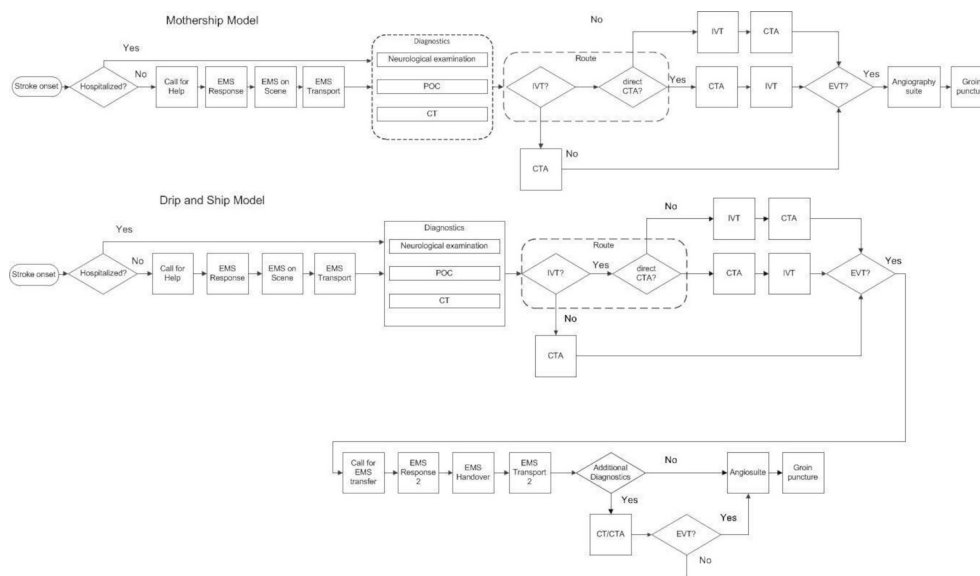 Mothership Model
No
Yes
Diagnostics
Neurological examination
POC
CT
Route
IVT
CTA
Stroke onset
Hospitalized?
No
Call for
Help
EMS
Response
EMS on
Scene
EMS
Transport
IVT?
direct
CTA?
Yes
CTA
IVT
EVT?
Yes
Angiography
suite
Groin
punctur
CTA
No
Drip and Ship Model
Yes
Diagnostics
Neurological examination
POC
CT
Route
No
IVT
CTA
Stroke onset
Hospitalized?
No
Call for
Help
EMS
Response
EMS on
Scene
EMS
Transport
IVT?
Yes
direct
CTA?
CTA
IVT
EVT?
Yes
No
CTA
Call for
EMS
transfer
EMS
Response
2
EMS
Handover
EMS
Transport
2
Additional
Diagnostics
No
Angiosuite
Groin
puncture
Yes
CT/CTA
EVT?
Yes
No